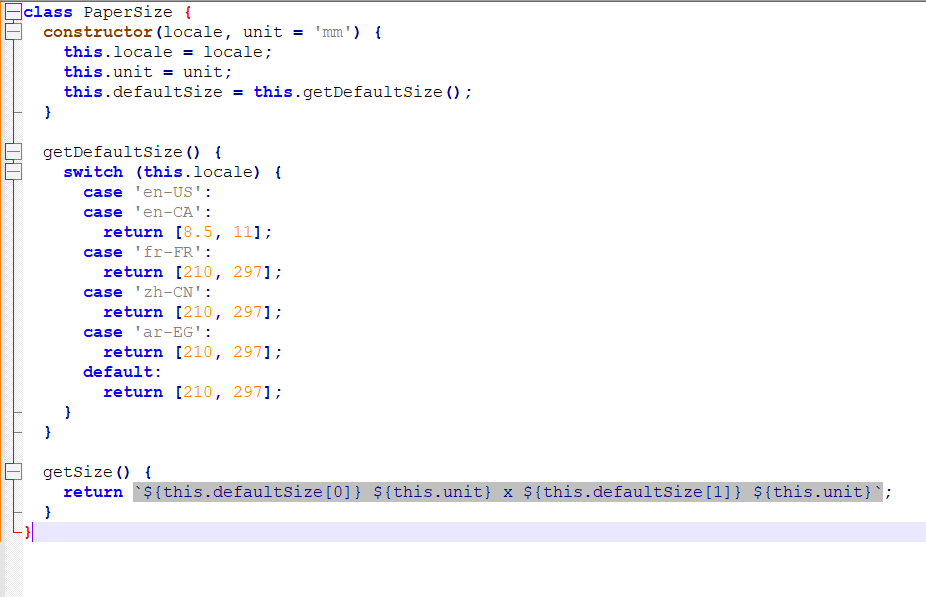 class PaperSize {
  constructor(locale, unit = 'mm') {
    this.locale = locale;
    this.unit = unit;
    this.defaultSize = this.getDefaultSize();
  }

  getDefaultSize() {
    switch (this.locale) {
      case 'en-US':
      case 'en-CA':
        return [8.5, 11];
      case 'fr-FR':
        return [210, 297];
      case 'zh-CN':
        return [210, 297];
      case 'ar-EG':
        return [210, 297];
      default:
        return [210, 297];
    }
  }

  getSize() {
    return `${this.defaultSize[0]} ${this.unit} x ${this.defaultSize[1]} ${this.unit}`;
  }
}